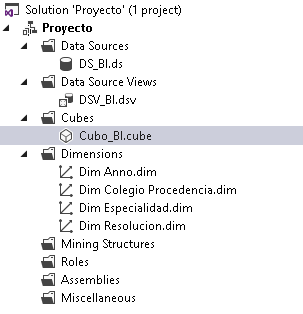 Solution 'Proyecto' (1 project)
Proyecto
Data Sources
DS_BI.ds
Data Source Views
DSV_BI.dsv
Cubes
Cubo_BI.cube
Dimensions
Dim Anno.dim
Dim Colegio Procedencia.dim
Dim Especialidad.dim
Dim Resolucion.dim
Mining Structures
Roles
Assemblies
Miscellaneous